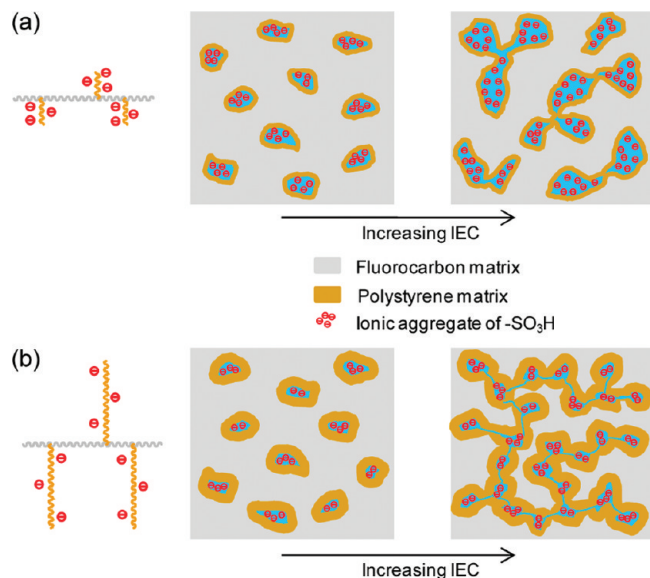 (a)
Increasing IEC
Fluorocarbon matrix
Polystyrene matrix
Ionic aggregate of -SO₃H
(b)
Increasing IEC